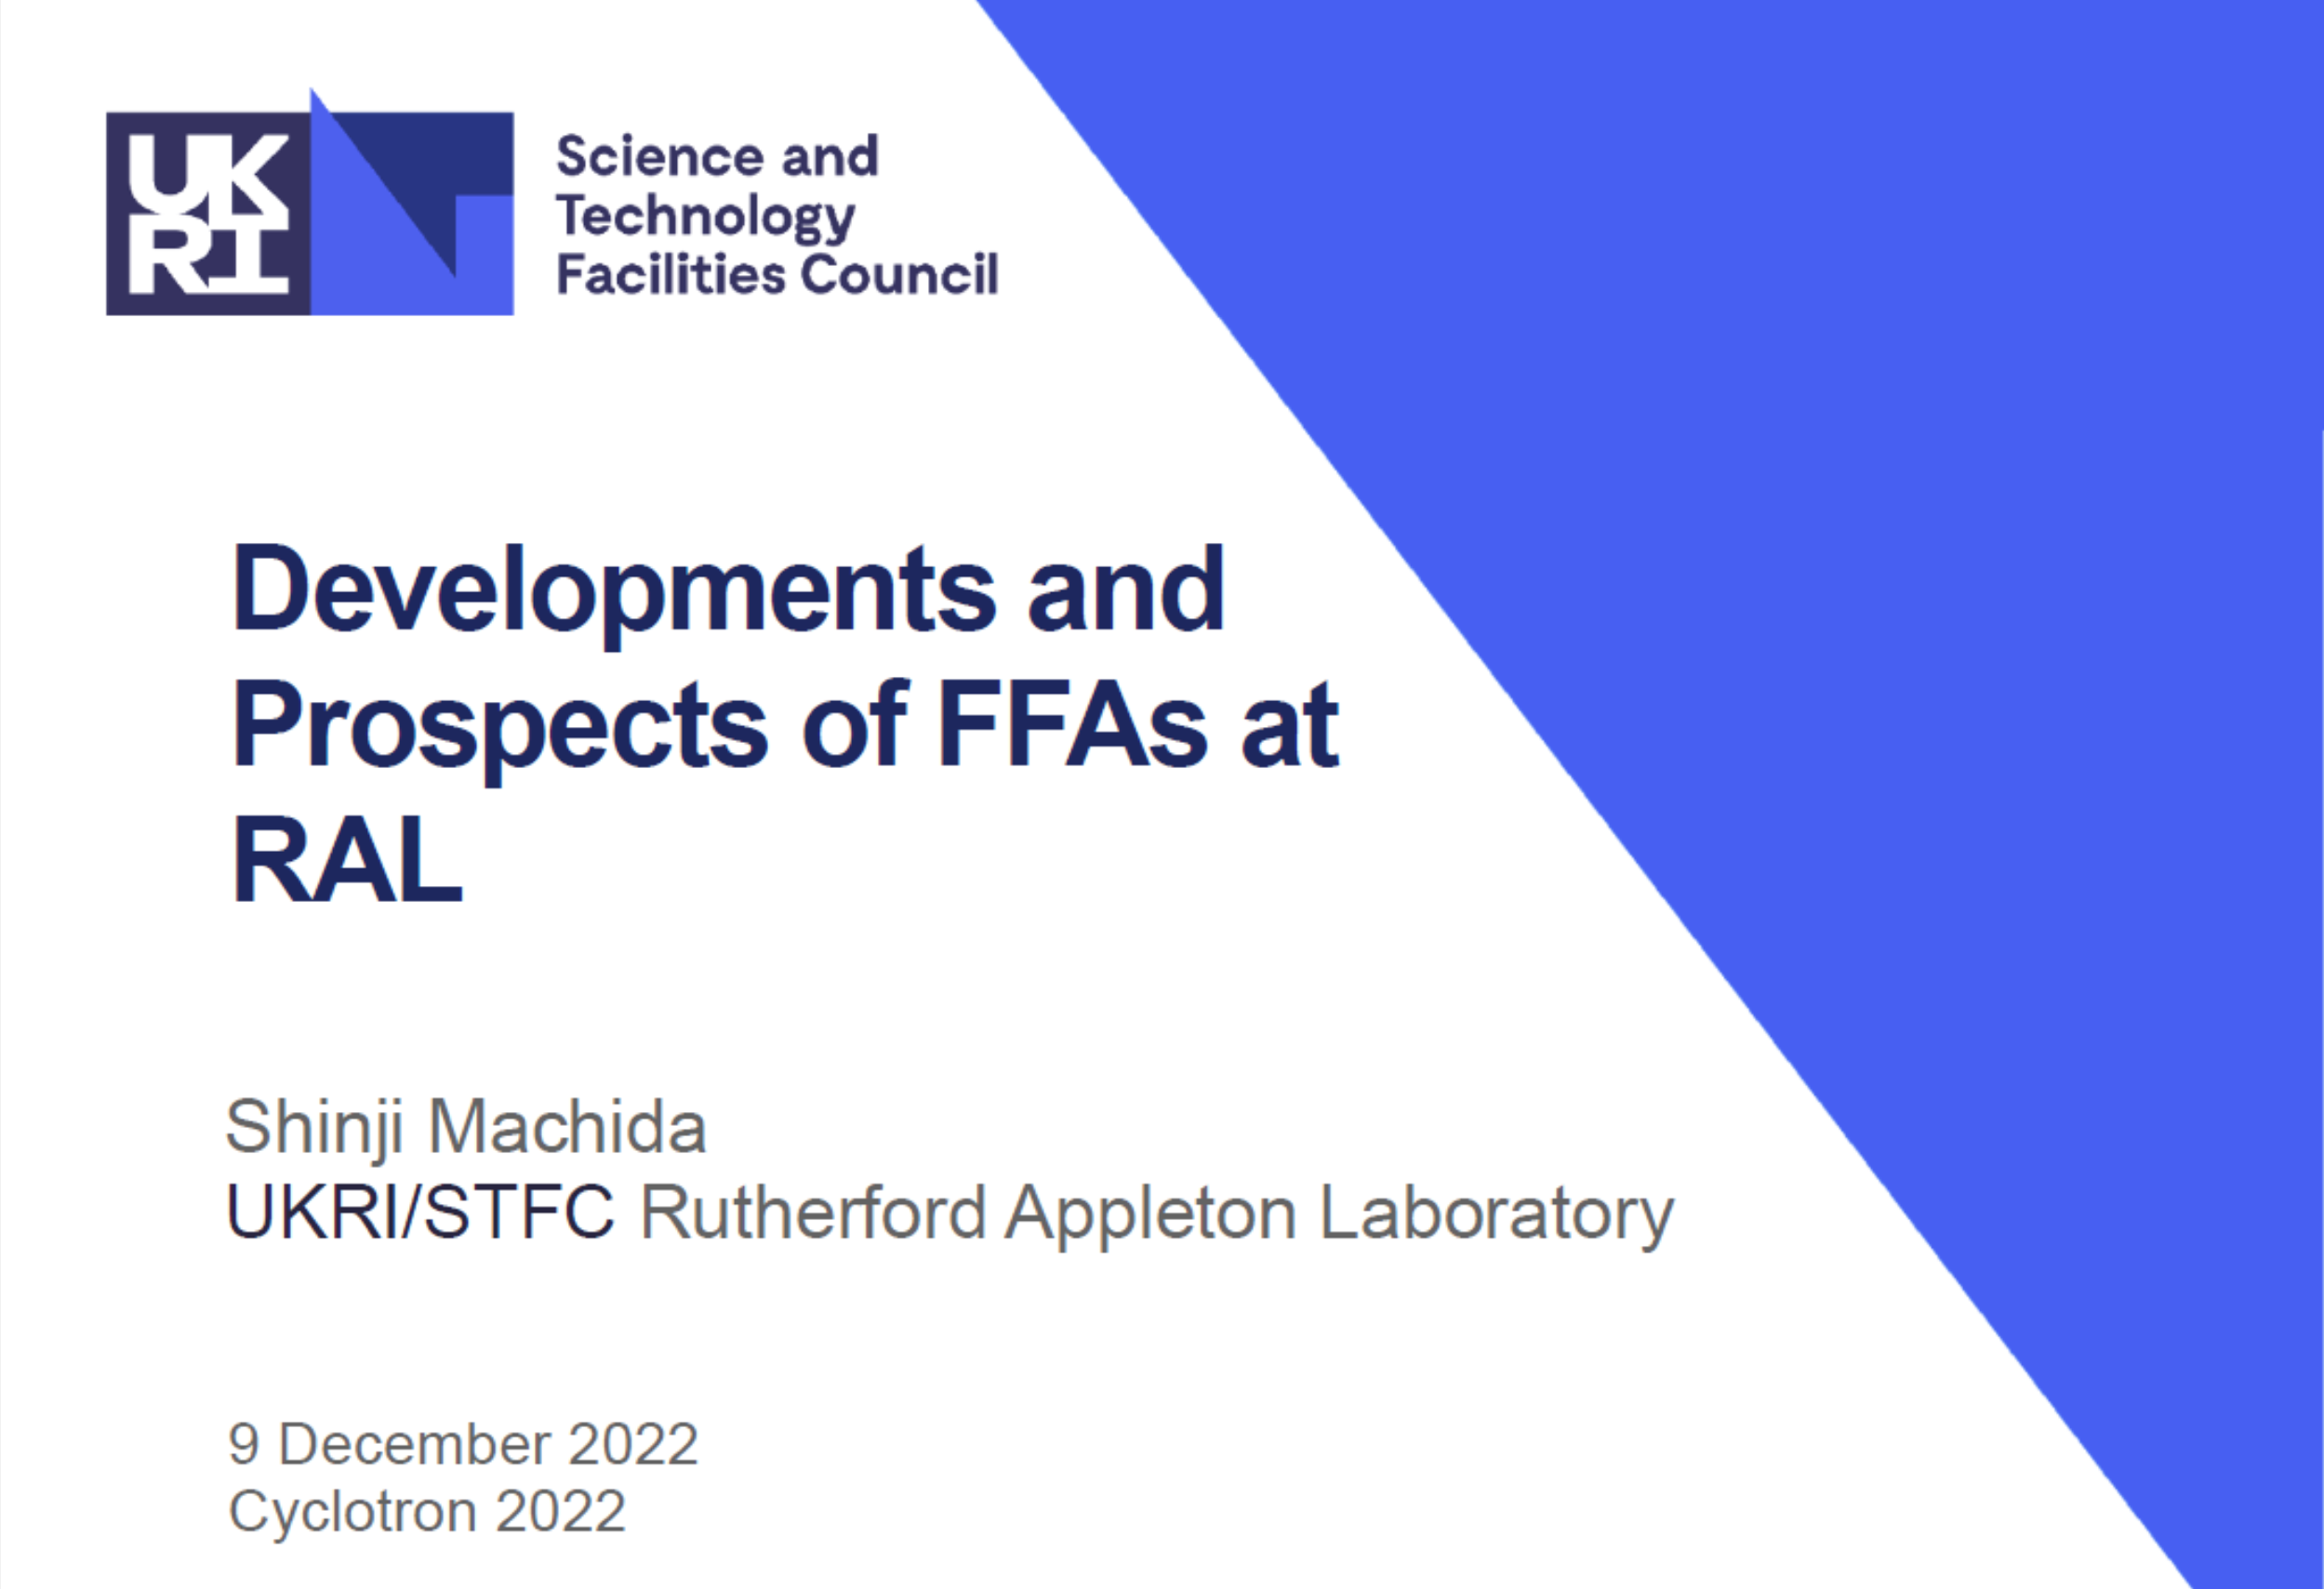 UK
RI
Science and
Technology
Facilities Council
Developments and
Prospects of FFAs at
RAL
Shinji Machida
UKRI/STFC Rutherford Appleton Laboratory
9 December 2022
Cyclotron 2022